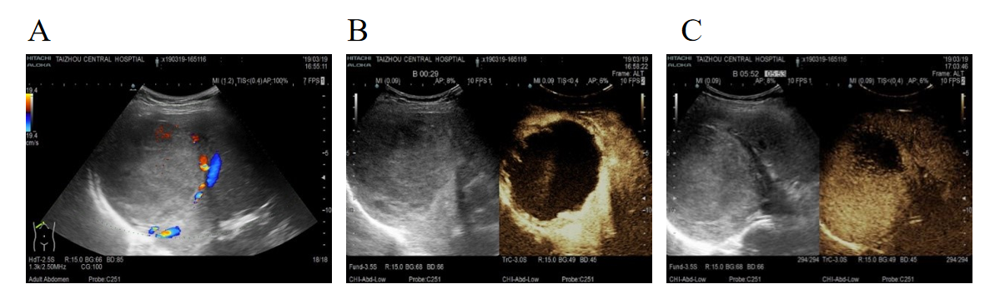 A
B
C
HITACHI
ALOKA
TAIZHOU CENTRAL HOSPTIAL
:x190319-165116
'19/03/19
16:55:11
MI (1.2) TIS<(0.4) AP:100%
7 FPS
19.4
19.4
cm/s
-5
-10
HdT-2.5S R:15.0 BG:66 BD:85
1.3k/2.50MHz CG:100
18/18
Adult Abdomen Probe:C251
HITACHI
ALOKA
TAIZHOU CENTRAL HOSPTIAL
:x190319-165116
'19/03/19
16:58:22
B 00:29
Frame: ALT
MI (0.09) AP: 8% 10 FPS 1
MI 0.09 TIS<0.4 AP: 6% 10 FPS 2
-5
-10
TrC-3.0S R:15.0 BG:49 BD:45
Fund-3.5S R:15.0 BG:68 BD:66
CHI-Abd-Low Probe:C251
CHI-Abd-Low Probe:C251
HITACHI
ALOKA
TAIZHOU CENTRAL HOSPTIAL
:x190319-165116
'19/03/19
17:03:46
B 05:52 05:53
Frame: ALT
MI (0.09) AP: 8% 10 FPS 1
MI (0.09) TIS<(0.4) AP: 6% 10 FPS 2
-5
-10
294/294 TrC-3.0S R:15.0 BG:49 BD:45 294/294
Fund-3.5S R:15.0 BG:68 BD:66
CHI-Abd-Low Probe:C251
CHI-Abd-Low Probe:C251